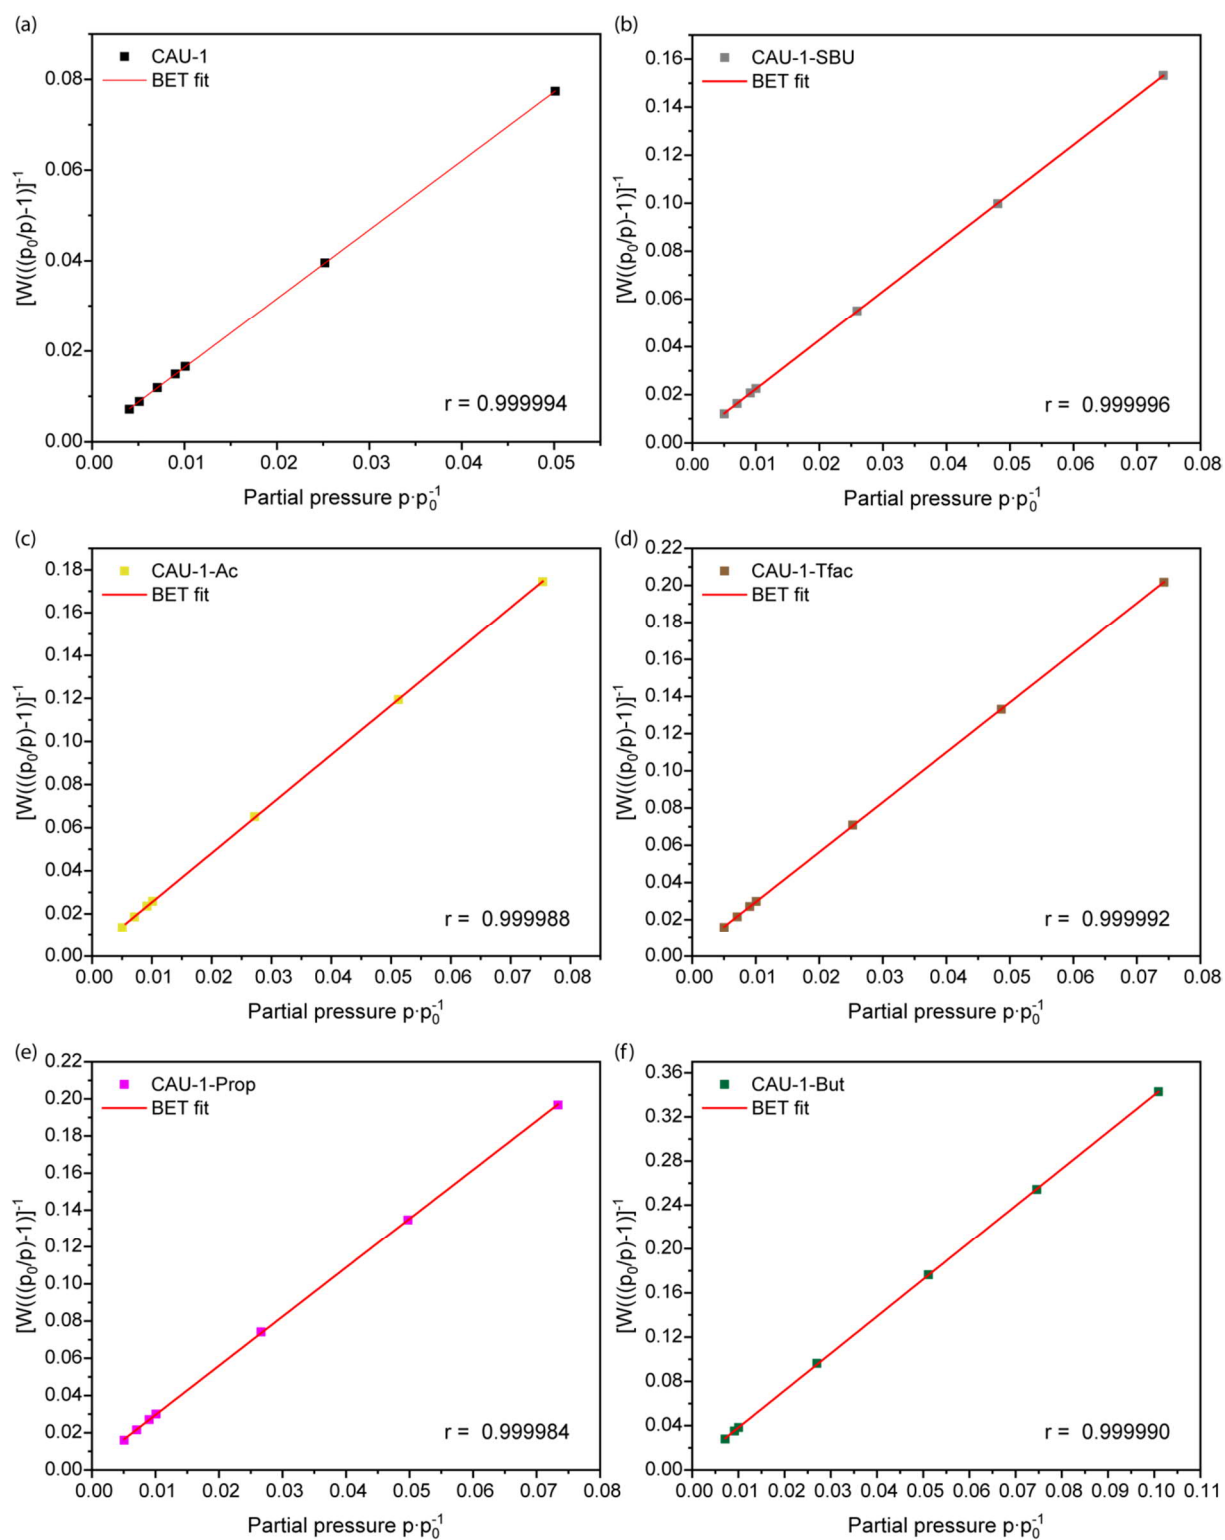 (a)
CAU-1
BET fit
0.08
0.06
0.04
0.02
0.00
[W(((p₀/p)-1)]⁻¹
r = 0.999994
0.00 0.01 0.02 0.03 0.04 0.05
Partial pressure p·p₀⁻¹
(b)
CAU-1-SBU
BET fit
0.16
0.14
0.12
0.10
0.08
0.06
0.04
0.02
0.00
[W(((p₀/p)-1)]⁻¹
r = 0.999996
0.00 0.01 0.02 0.03 0.04 0.05 0.06 0.07 0.08
Partial pressure p·p₀⁻¹
(c)
CAU-1-Ac
BET fit
0.18
0.16
0.14
0.12
0.10
0.08
0.06
0.04
0.02
0.00
[W(((p₀/p)-1)]⁻¹
r = 0.999988
0.00 0.01 0.02 0.03 0.04 0.05 0.06 0.07 0.08
Partial pressure p·p₀⁻¹
(d)
CAU-1-Tfac
BET fit
0.22
0.20
0.18
0.16
0.14
0.12
0.10
0.08
0.06
0.04
0.02
0.00
[W(((p₀/p)-1)]⁻¹
r = 0.999992
0.00 0.01 0.02 0.03 0.04 0.05 0.06 0.07 0.08
Partial pressure p·p₀⁻¹
(e)
CAU-1-Prop
BET fit
0.22
0.20
0.18
0.16
0.14
0.12
0.10
0.08
0.06
0.04
0.02
0.00
[W(((p₀/p)-1)]⁻¹
r = 0.999984
0.00 0.01 0.02 0.03 0.04 0.05 0.06 0.07 0.08
Partial pressure p·p₀⁻¹
(f)
CAU-1-But
BET fit
0.36
0.32
0.28
0.24
0.20
0.16
0.12
0.08
0.04
0.00
[W(((p₀/p)-1)]⁻¹
r = 0.999990
0.00 0.01 0.02 0.03 0.04 0.05 0.06 0.07 0.08 0.09 0.10 0.11
Partial pressure p·p₀⁻¹